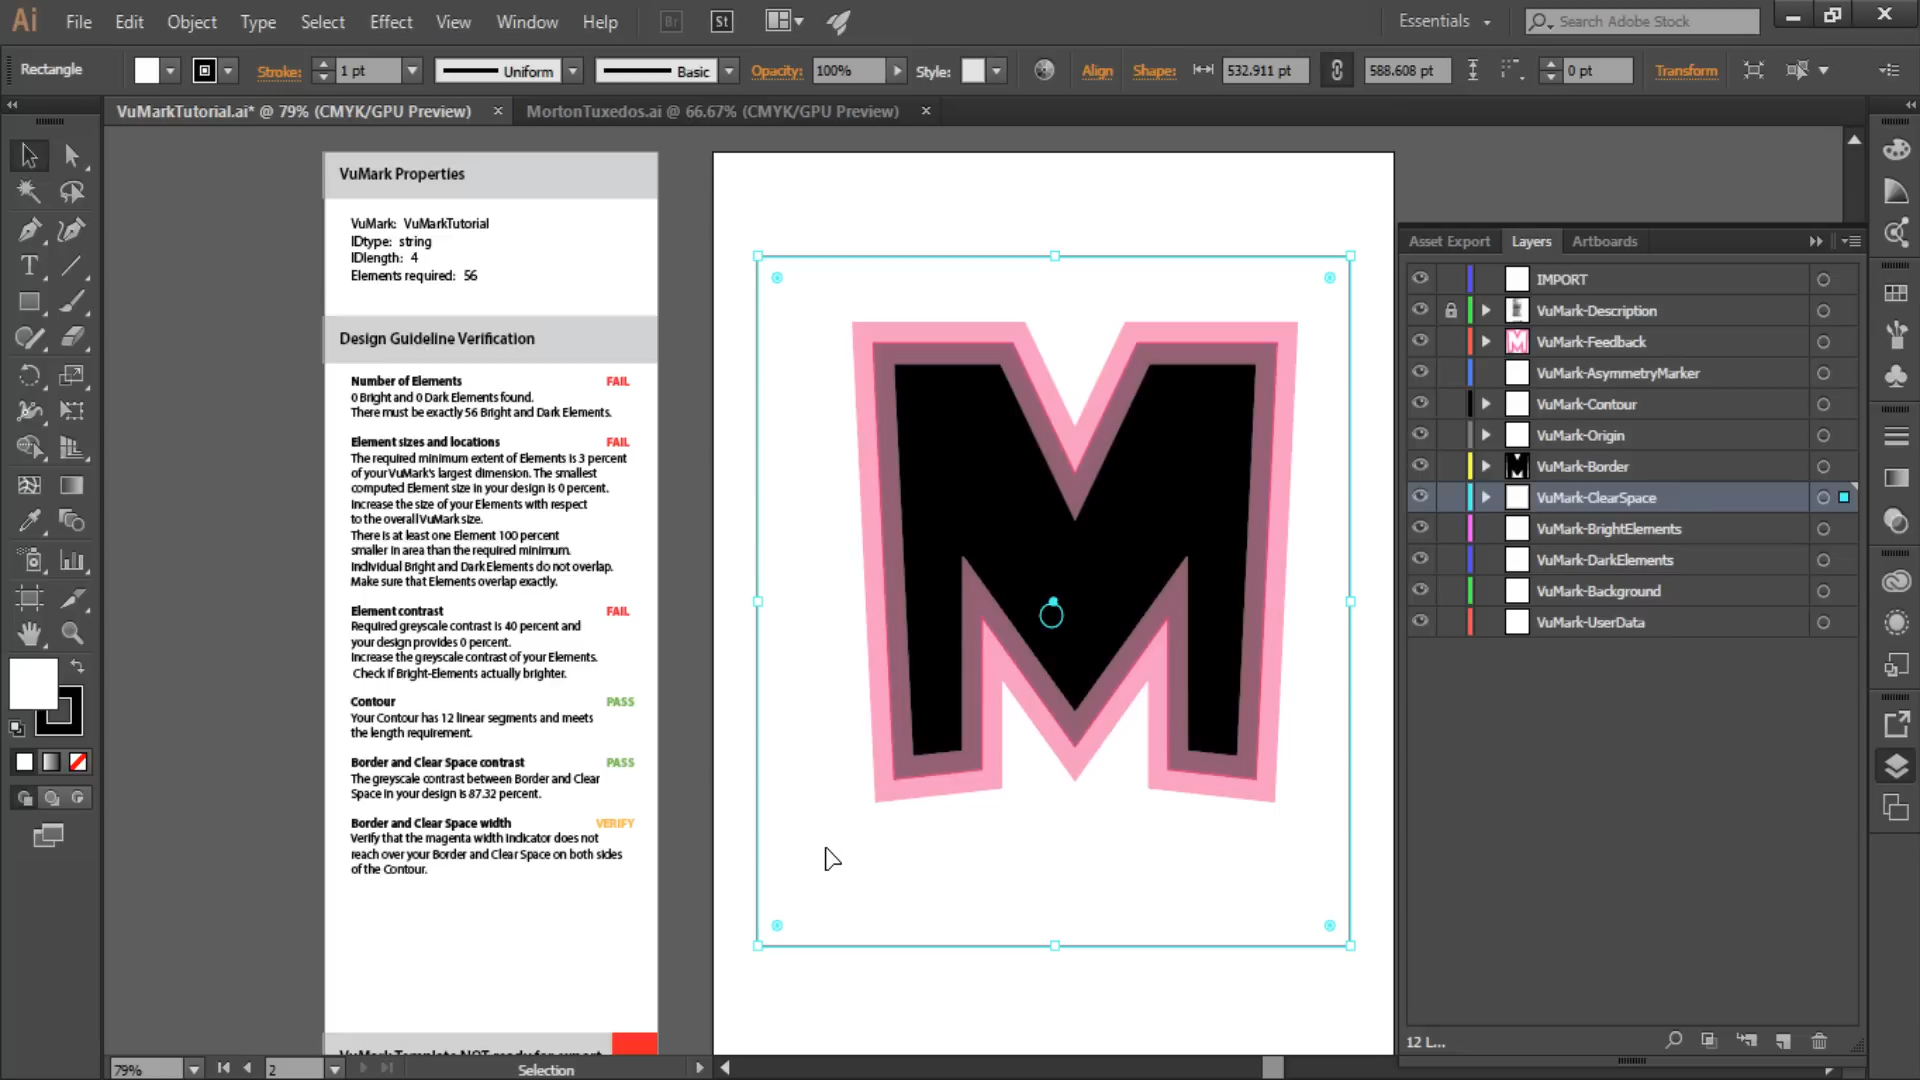 Ai File Edit Object Type Select Effect View Window Help Br St Essentials Search Adobe Stock
Rectangle Stroke: 1 pt Uniform Basic Opacity: 100% Style: Align Shape: 532.911 pt 588.608 pt 0 pt Transform
VuMarkTutorial.ai* @ 79% (CMYK/GPU Preview) × MortonTuxedos.ai @ 66.67% (CMYK/GPU Preview) ×
VuMark Properties
VuMark: VuMarkTutorial
IDtype: string
IDlength: 4
Elements required: 56
Design Guideline Verification
Number of Elements FAIL
0 Bright and 0 Dark Elements found.
There must be exactly 56 Bright and Dark Elements.
Element sizes and locations FAIL
The required minimum extent of Elements is 3 percent
of your VuMark's largest dimension. The smallest
computed Element size in your design is 0 percent.
Increase the size of your Elements with respect
to the overall VuMark size.
There is at least one Element 100 percent
smaller in area than the required minimum.
Individual Bright and Dark Elements do not overlap.
Make sure that Elements overlap exactly.
Element contrast FAIL
Required greyscale contrast is 40 percent and
your design provides 0 percent.
Increase the greyscale contrast of your Elements.
Check if Bright-Elements actually brighter.
Contour PASS
Your Contour has 12 linear segments and meets
the length requirement.
Border and Clear Space contrast PASS
The greyscale contrast between Border and Clear
Space in your design is 87.32 percent.
Border and Clear Space width VERIFY
Verify that the magenta width indicator does not
reach over your Border and Clear Space on both sides
of the Contour.
VuMark Template NOT ready for export
M
Asset Export Layers Artboards
IMPORT
VuMark-Description
VuMark-Feedback
VuMark-AsymmetryMarker
VuMark-Contour
VuMark-Origin
VuMark-Border
VuMark-ClearSpace
VuMark-BrightElements
VuMark-DarkElements
VuMark-Background
VuMark-UserData
12 L...
79% 2 Selection